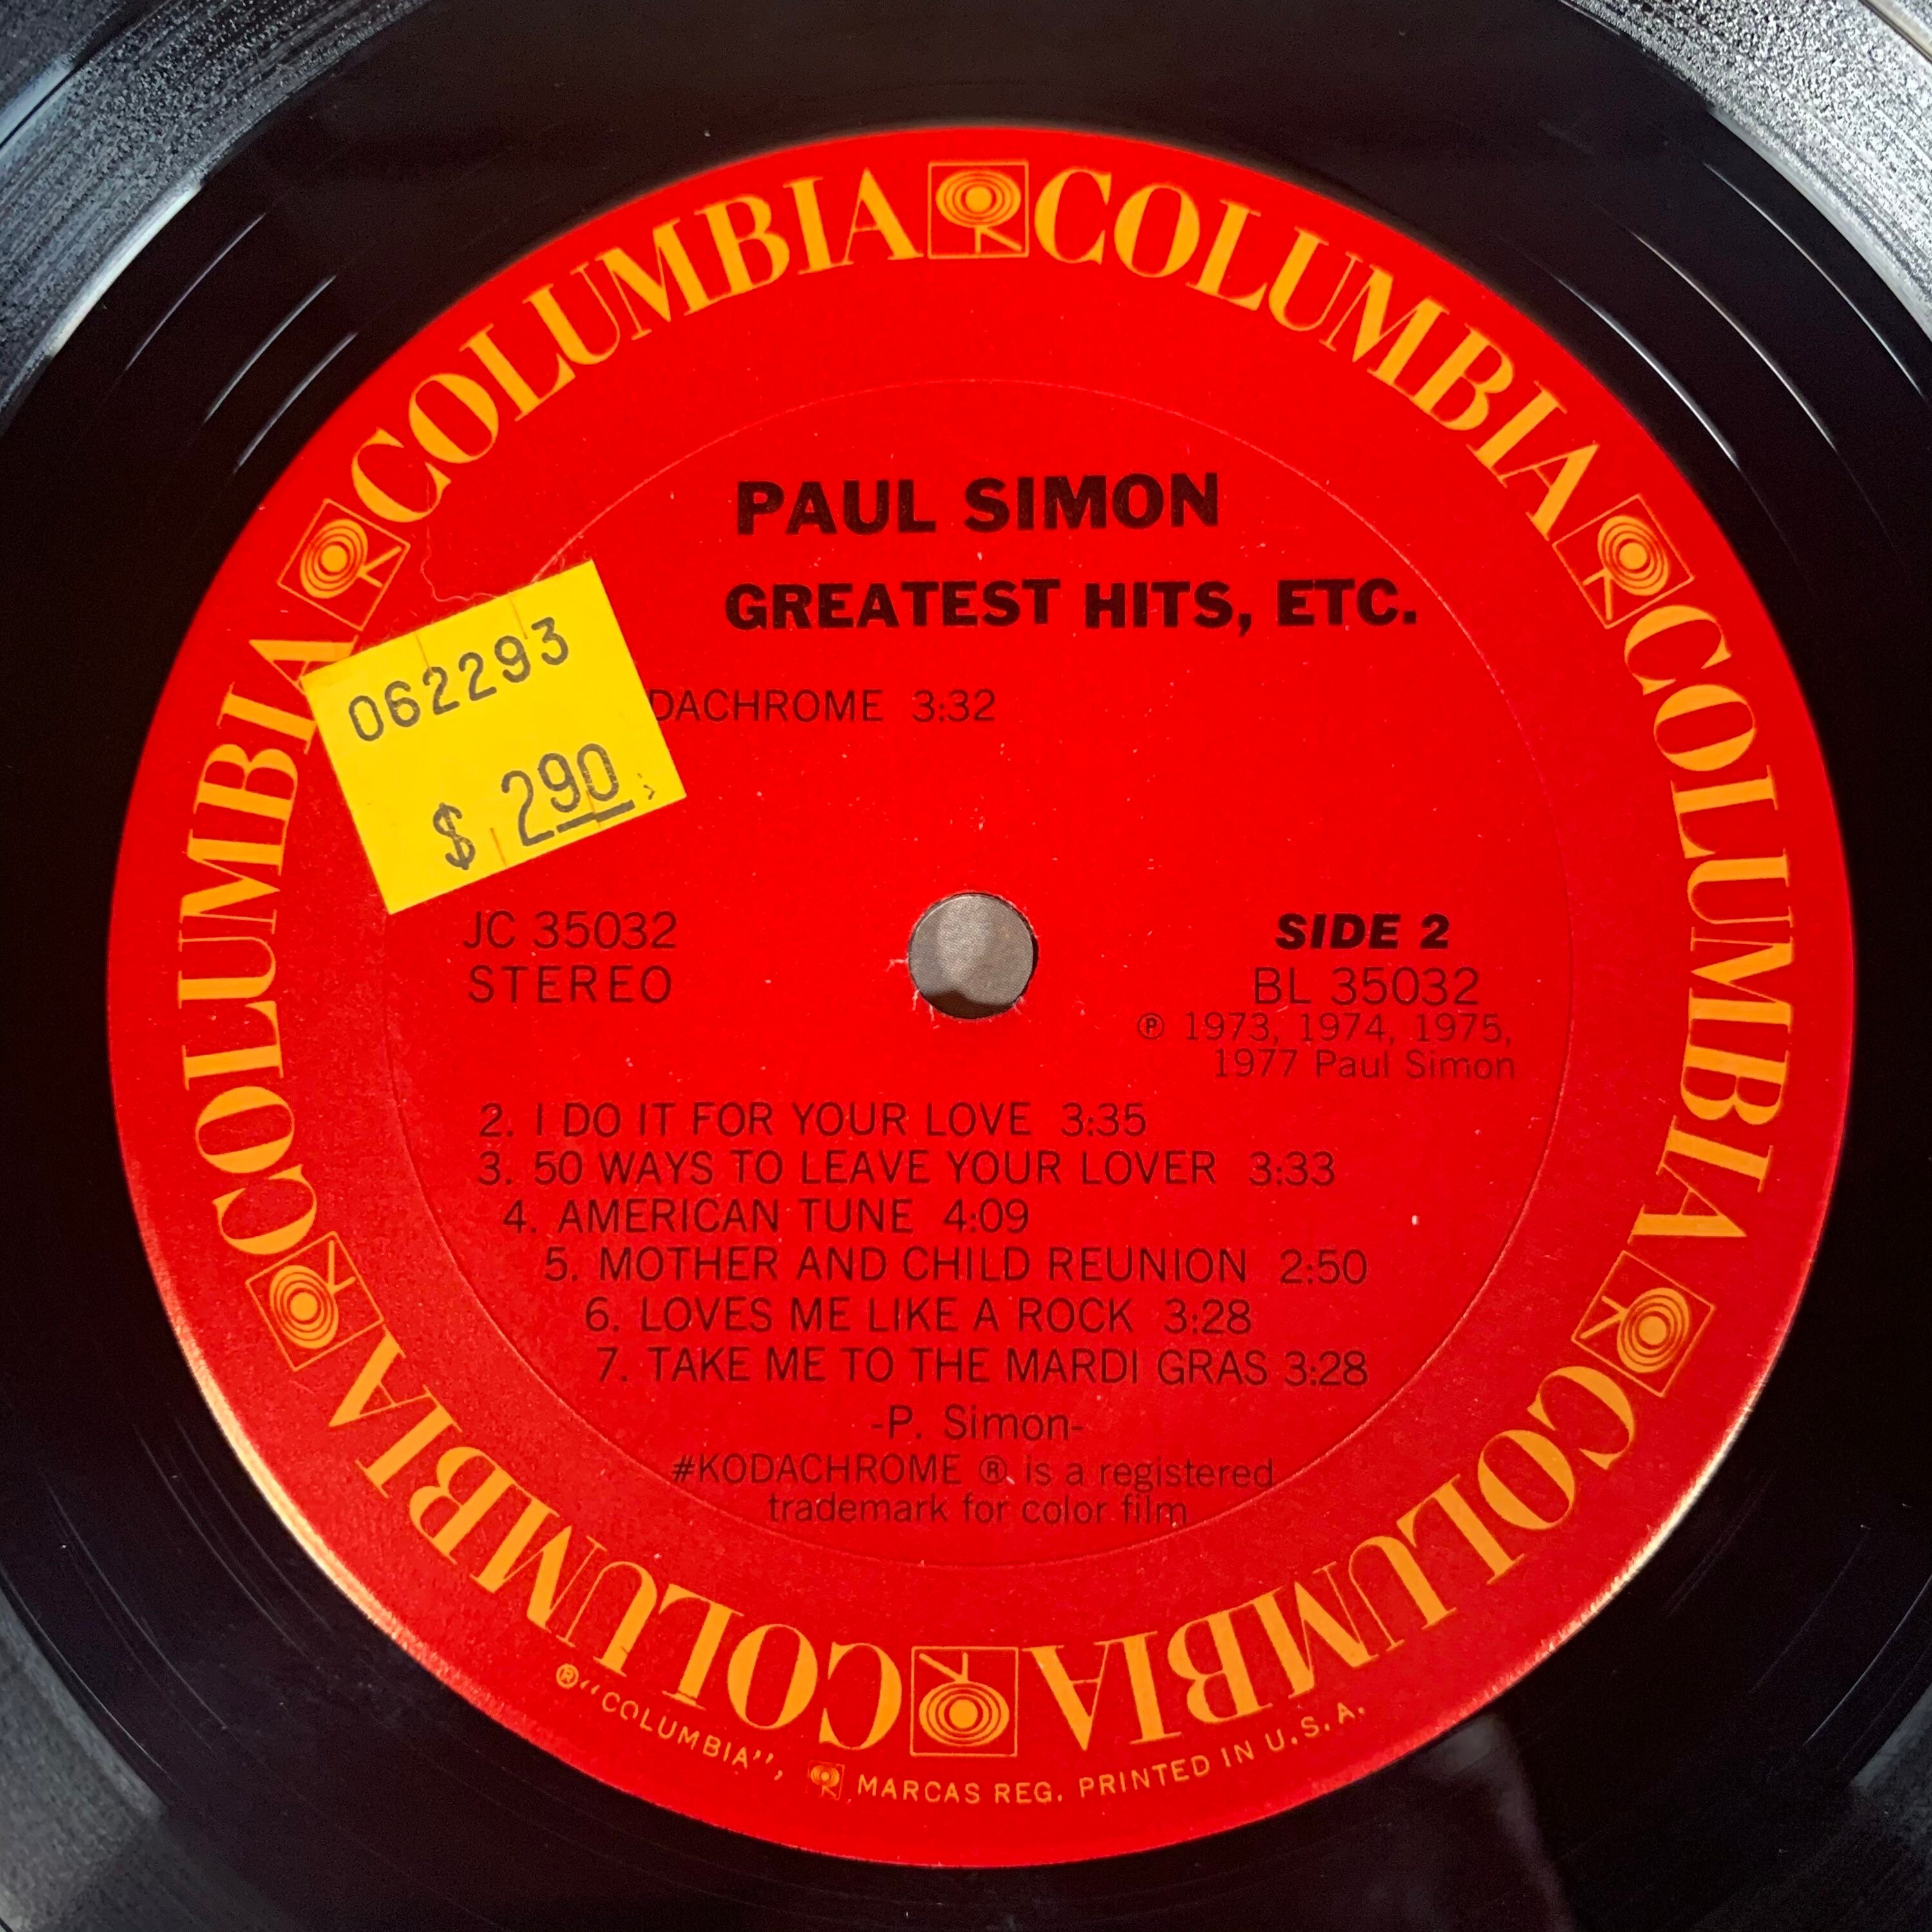 COLUMBIA COLUMBIA COLUMBIA COLUMBIA COLUMBIA COLUMBIA
PAUL SIMON
GREATEST HITS, ETC.
062293
$ 290
DACHROME 3:32
JC 35032
STEREO
SIDE 2
BL 35032
℗ 1973, 1974, 1975,
1977 Paul Simon
2. I DO IT FOR YOUR LOVE 3:35
3. 50 WAYS TO LEAVE YOUR LOVER 3:33
4. AMERICAN TUNE 4:09
5. MOTHER AND CHILD REUNION 2:50
6. LOVES ME LIKE A ROCK 3:28
7. TAKE ME TO THE MARDI GRAS 3:28
-P. Simon-
#KODACHROME ® is a registered
trademark for color film
®"COLUMBIA", MARCAS REG. PRINTED IN U.S.A.